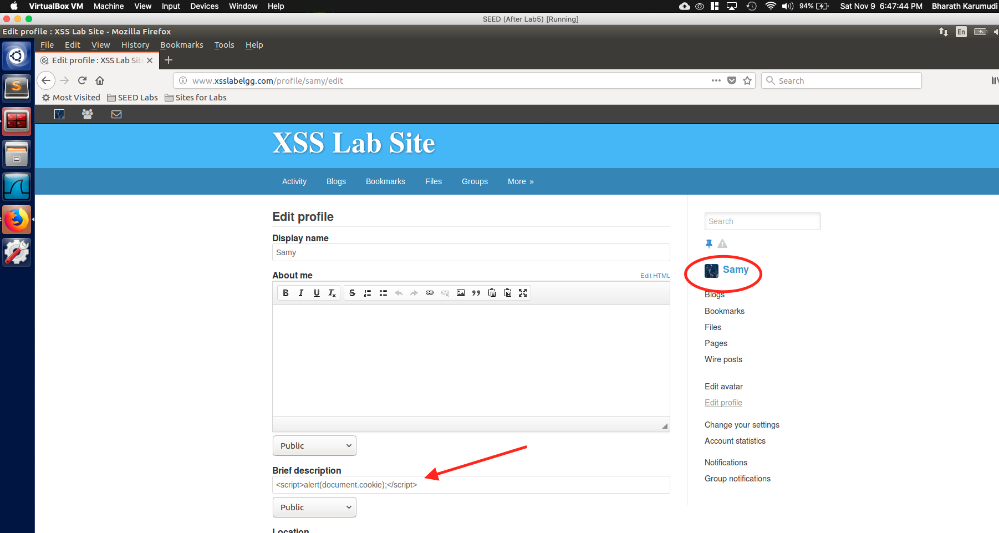 VirtualBox VM Machine View Input Devices Window Help 94% Sat Nov 9 6:47:44 PM Bharath Karumudi
SEED (After Lab5) [Running]
Edit profile : XSS Lab Site - Mozilla Firefox En
File Edit View History Bookmarks Tools Help
Edit profile : XSS Lab Sit
www.xsslabelgg.com/profile/samy/edit Search
Most Visited SEED Labs Sites for Labs
XSS Lab Site
Activity Blogs Bookmarks Files Groups More »
Edit profile
Display name
Samy
About me Edit HTML
Public
Brief description
<script>alert(document.cookie);</script>
Public
Location
Search
Samy
Blogs
Bookmarks
Files
Pages
Wire posts
Edit avatar
Edit profile
Change your settings
Account statistics
Notifications
Group notifications